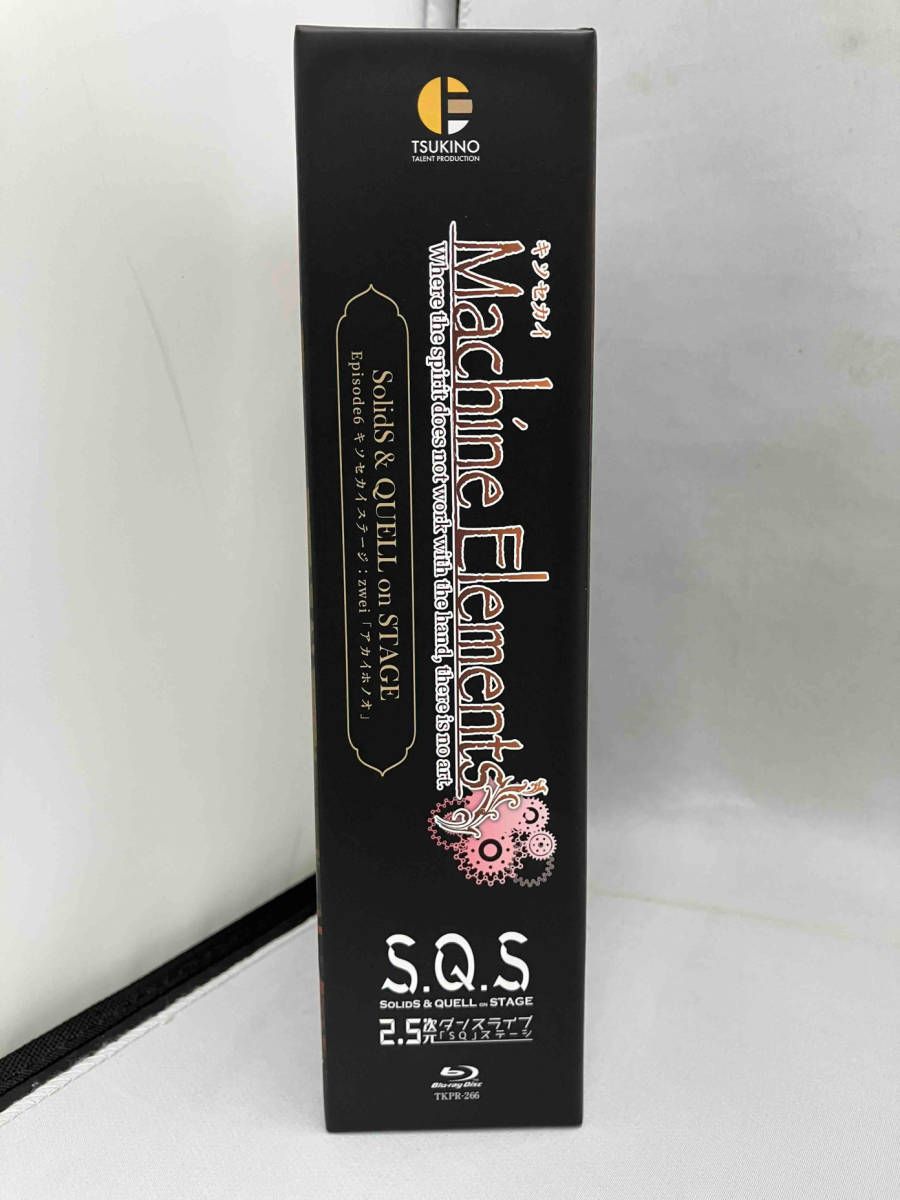 TSUKINO
TALENT PRODUCTION
キソセカイ
Machine Elements
Where the spirit does not work with the hand, there is no art.
SolidS & QUELL on STAGE
Episode6 キソセカイステージ：zwei「アカイホノオ」
S.Q.S
SOLIDS & QUELL ON STAGE
2.5次元ダンスライブ
「SQ」ステージ
Blu-ray Disc
TKPR-266